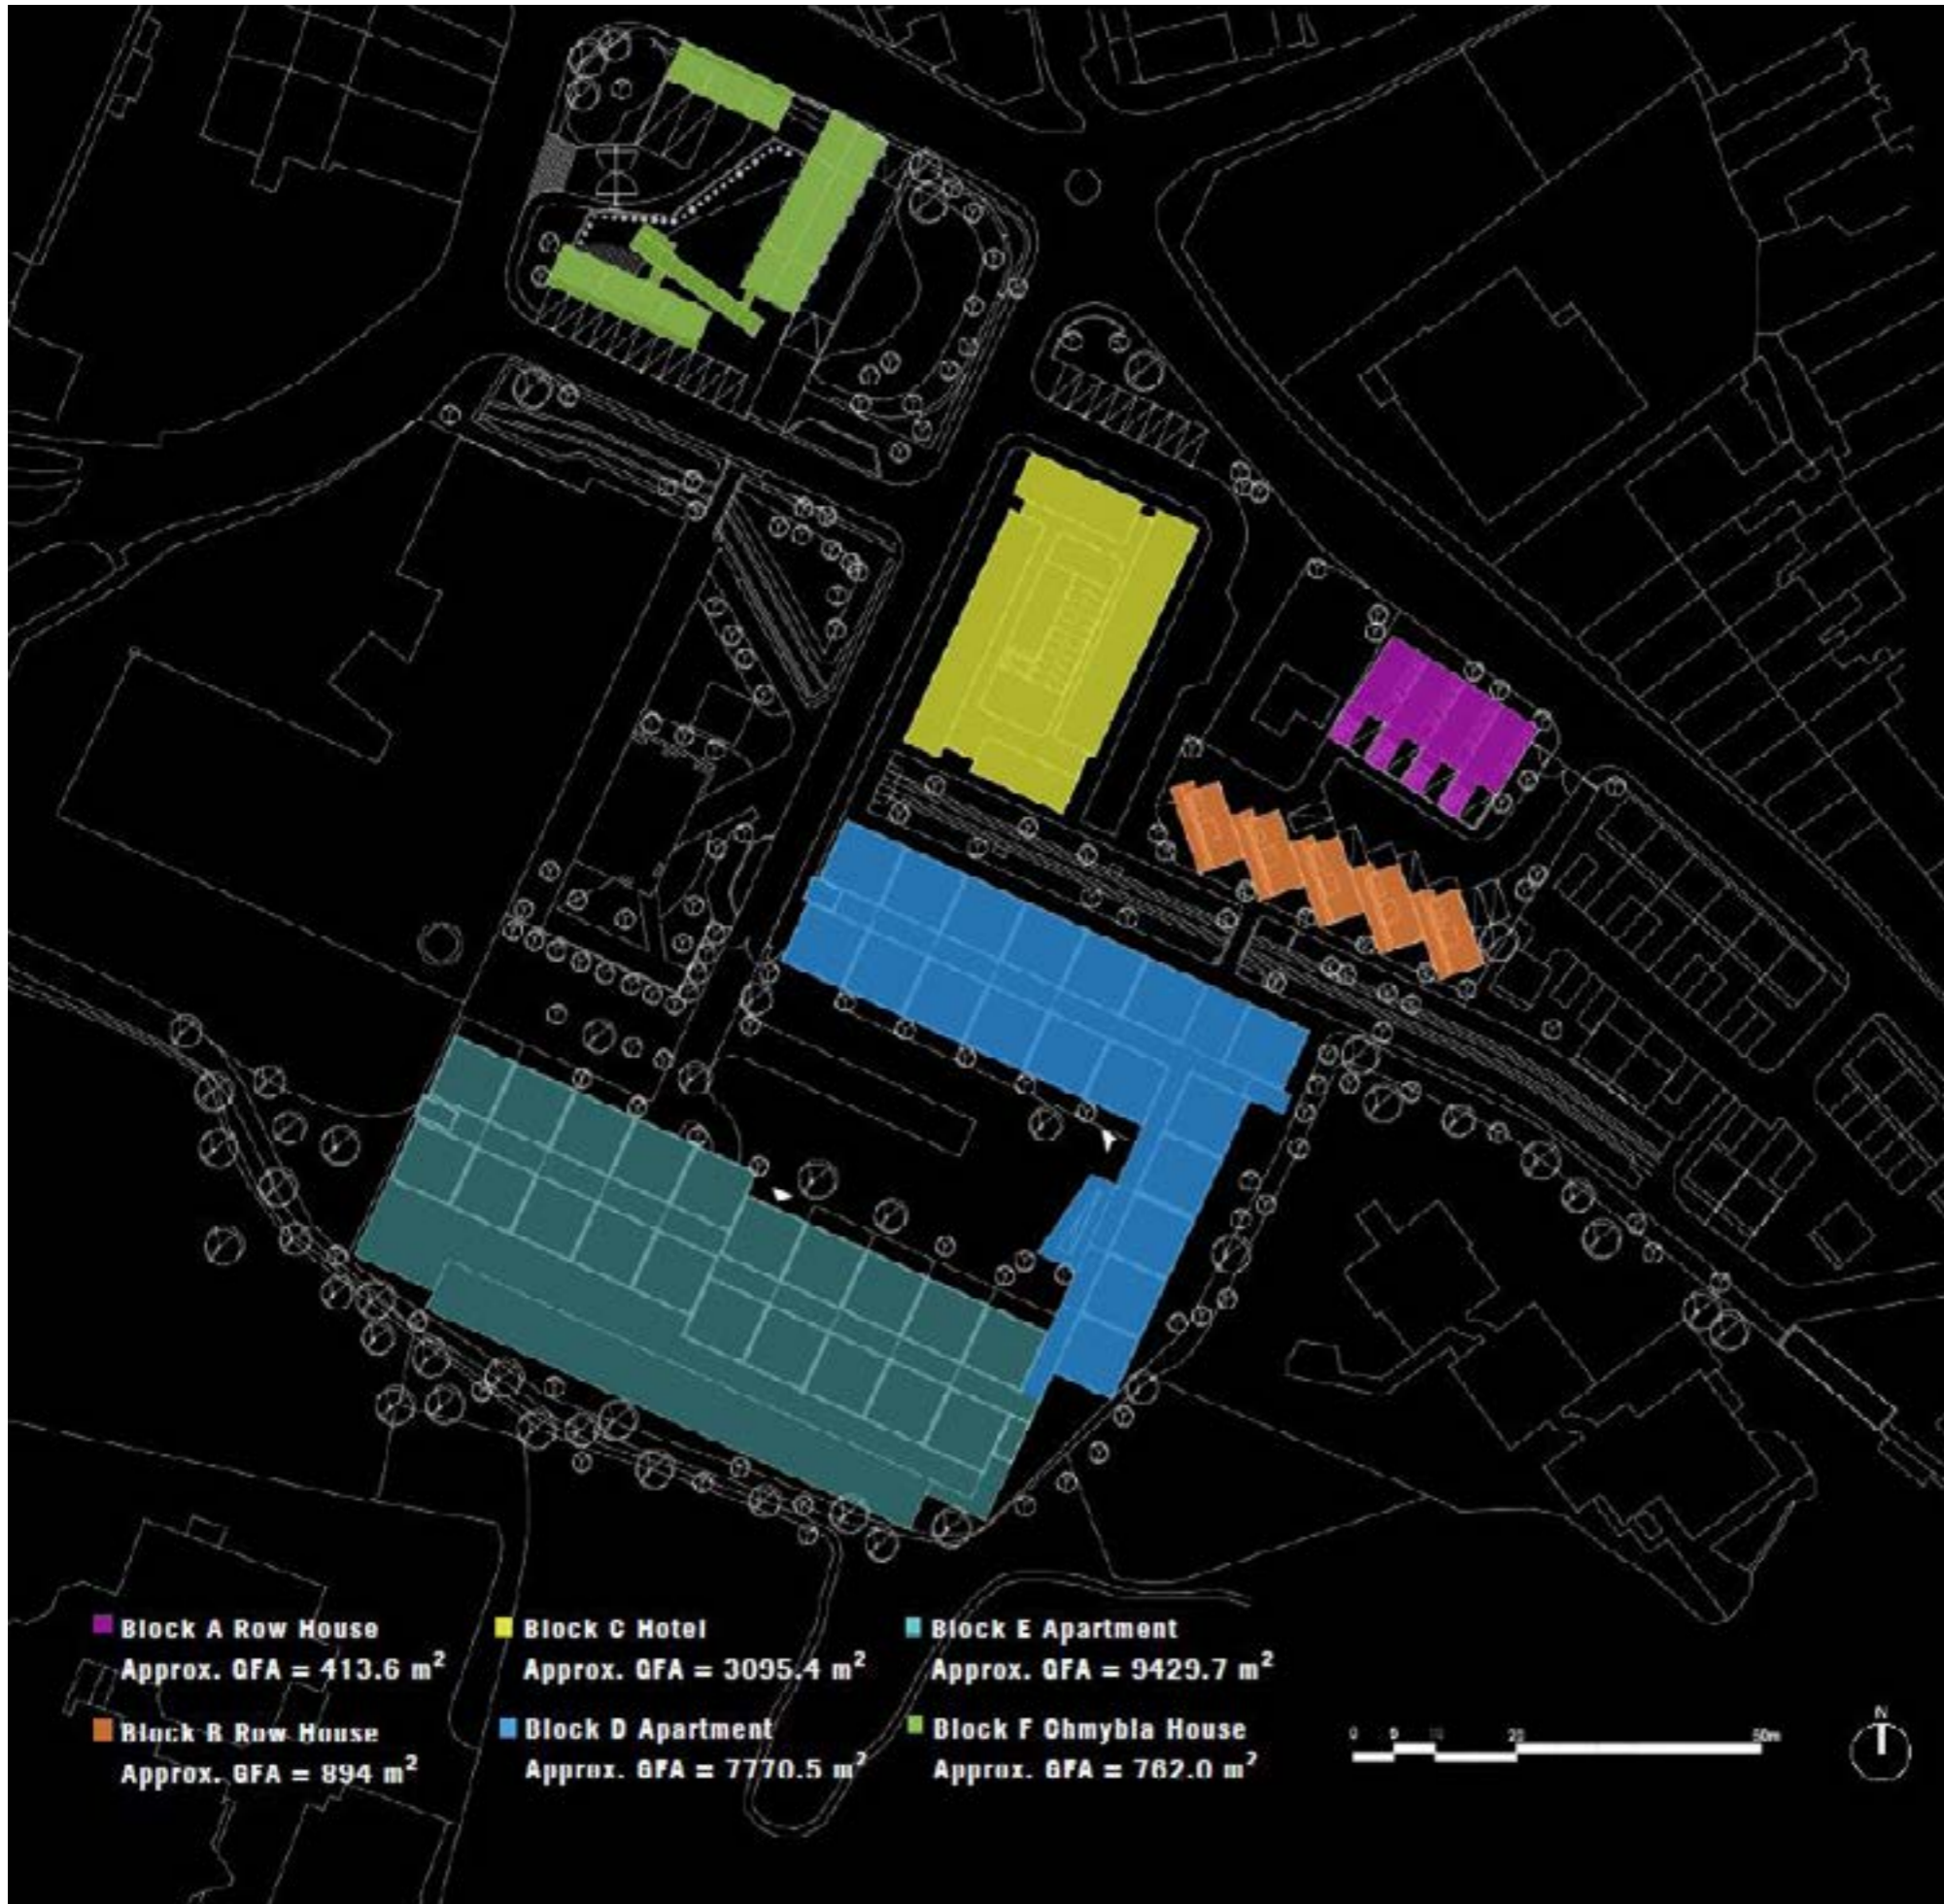 Block A Row House
Approx. GFA = 413.6 m²
Block B Row House
Approx. GFA = 894 m²
Block C Hotel
Approx. GFA = 3095.4 m²
Block D Apartment
Approx. GFA = 7770.5 m²
Block E Apartment
Approx. GFA = 9429.7 m²
Block F Ohmybla House
Approx. GFA = 762.0 m²
0 5 10 20 50m
N